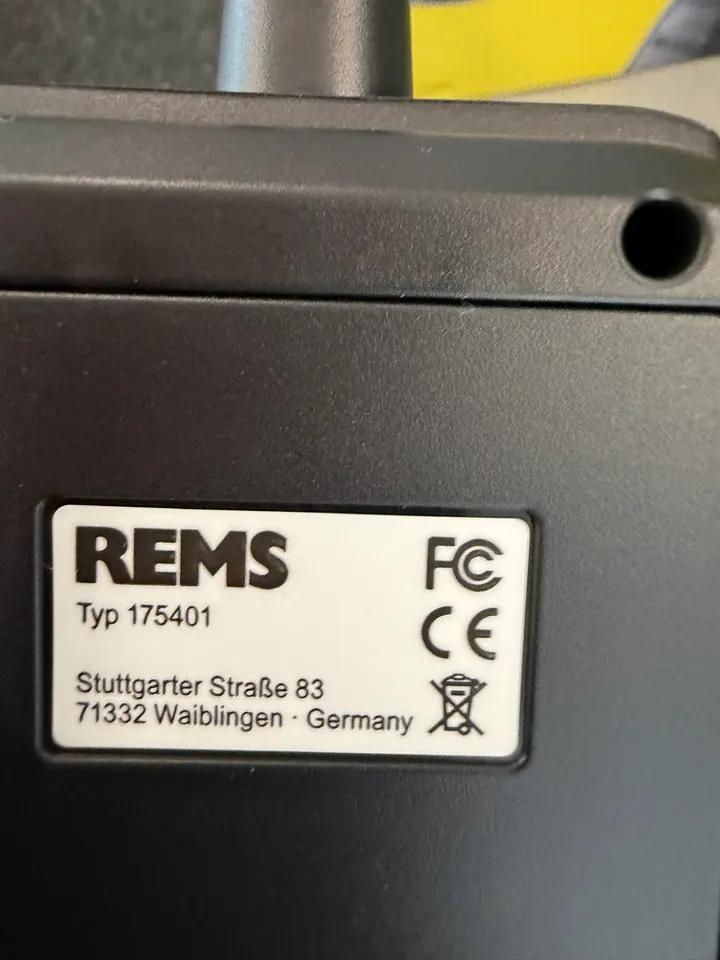 REMS
Typ 175401
Stuttgarter Straße 83
71332 Waiblingen · Germany
FC
CE